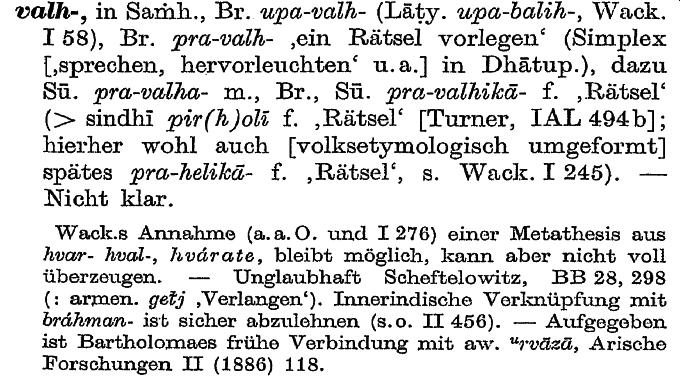 valh-, in Saṁh., Br. upa-valh- (Lāty. upa-balih-, Wack.
I 58), Br. pra-valh- ‚ein Rätsel vorlegen‘ (Simplex
[‚sprechen, hervorleuchten‘ u. a.] in Dhātup.), dazu
Sū. pra-valha- m., Br., Sū. pra-valhikā- f. ‚Rätsel‘
(> sindhī pir(h)olī f. ‚Rätsel‘ [Turner, IAL 494b];
hierher wohl auch [volksetymologisch umgeformt]
spätes pra-helikā- f. ‚Rätsel‘, s. Wack. I 245). —
Nicht klar.
Wack.s Annahme (a. a. O. und I 276) einer Metathesis aus
hvar- hval-, hvárate, bleibt möglich, kann aber nicht voll
überzeugen. — Unglaubhaft Scheftelowitz, BB 28, 298
(: armen. gełj ‚Verlangen‘). Innerindische Verknüpfung mit
bráhman- ist sicher abzulehnen (s. o. II 456). — Aufgegeben
ist Bartholomaes frühe Verbindung mit aw. ᵘrvāzā, Arische
Forschungen II (1886) 118.